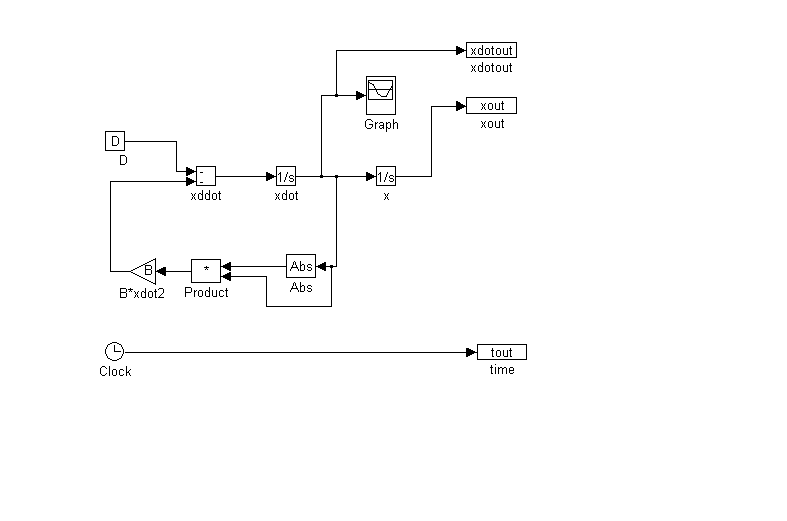 xdotout
xdotout
Graph
xout
xout
D
D
-
-
xddot
1/s
xdot
1/s
x
B
B*xdot2
*
Product
Abs
Abs
Clock
tout
time